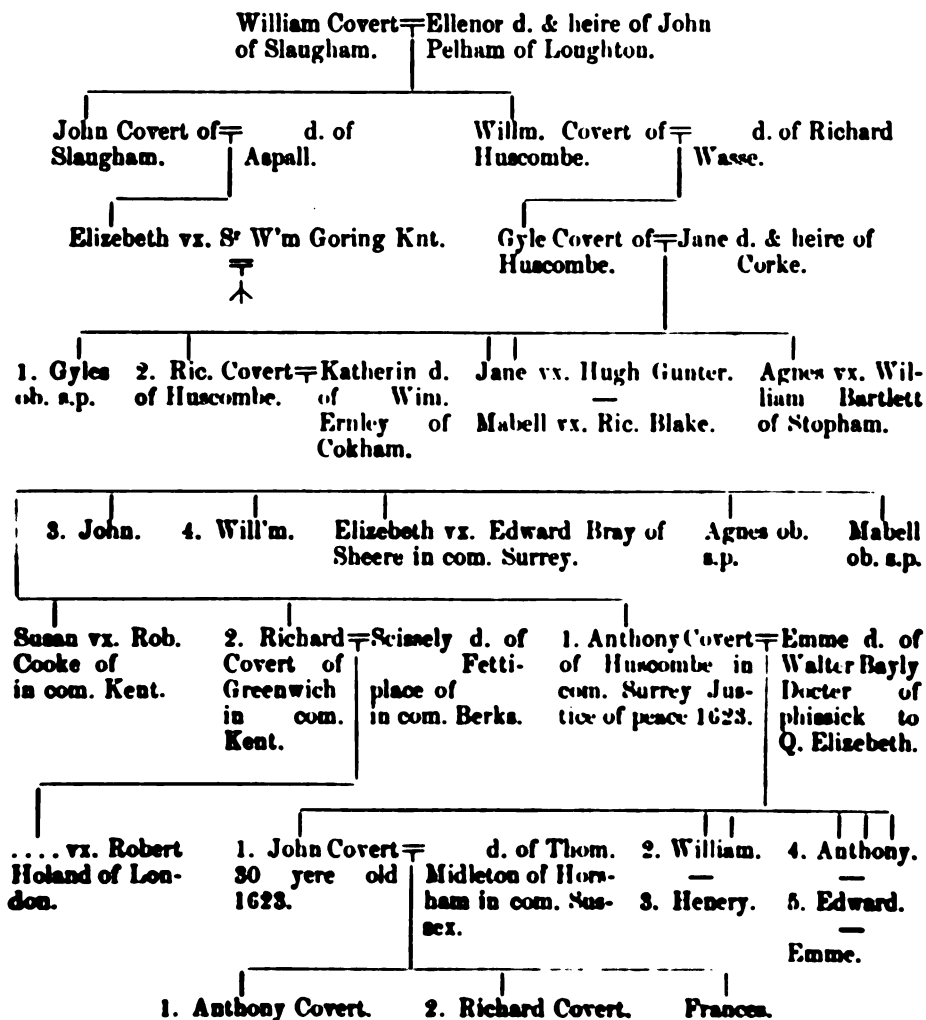 William Covert Ellenor d. & heire of John
of Slaugham. Pelham of Loughton.
John Covert of d. of
Slaugham. Aspall.
Willm. Covert of d. of Richard
Huscombe. Wasse.
Elizebeth vx. Sr W'm Goring Knt.
Gyle Covert of Jane d. & heire of
Huscombe. Corke.
1. Gyles
ob. s.p.
2. Ric. Covert
of Huscombe.
Katherin d.
of Wim.
Ernley of
Cokham.
Jane vx. Hugh Gunter.
—
Mabell vx. Ric. Blake.
Agnes vx. Wil-
liam Bartlett
of Stopham.
3. John.
4. Will'm.
Elizebeth vx. Edward Bray of
Sheere in com. Surrey.
Agnes ob.
s.p.
Mabell
ob. s.p.
Susan vx. Rob.
Cooke of
in com. Kent.
2. Richard
Covert of
Greenwich
in com.
Kent.
Scissely d. of
Fetti-
place of
in com. Berks.
1. Anthony Covert
of Huscombe in
com. Surrey Jus-
tice of peace 1623.
Emme d. of
Walter Bayly
Docter of
phissick to
Q. Elizebeth.
.... vx. Robert
Holand of Lon-
don.
1. John Covert
30 yere old
1623.
d. of Thom.
Midleton of Hors-
ham in com. Sus-
sex.
2. William.
—
3. Henery.
4. Anthony.
—
5. Edward.
—
Emme.
1. Anthony Covert.
2. Richard Covert.
Frances.